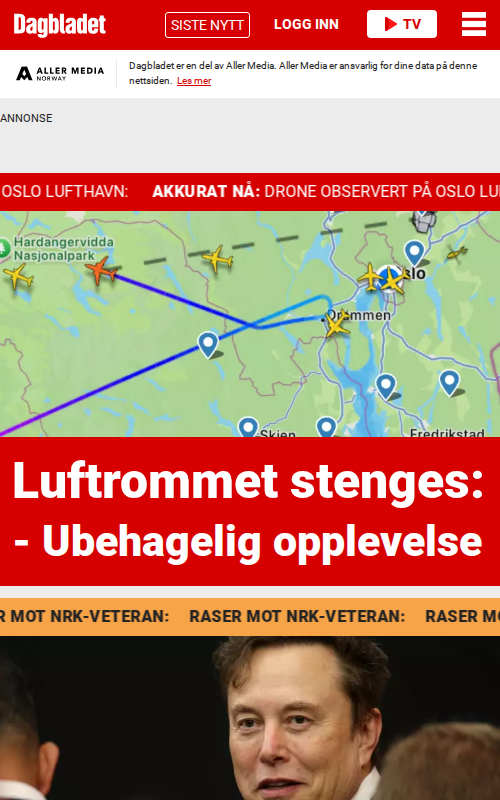 Dagbladet
SISTE NYTT
LOGG INN
TV
ALLER MEDIA
NORWAY
Dagbladet er en del av Aller Media. Aller Media er ansvarlig for dine data på denne
nettsiden. Les mer
ANNONSE
OSLO LUFTHAVN: AKKURAT NÅ: DRONE OBSERVERT PÅ OSLO LU
Hardangervidda
Nasjonalpark
slo
Drammen
Skien
Fredrikstad
Luftrommet stenges:
- Ubehagelig opplevelse
R MOT NRK-VETERAN: RASER MOT NRK-VETERAN: RASER MO